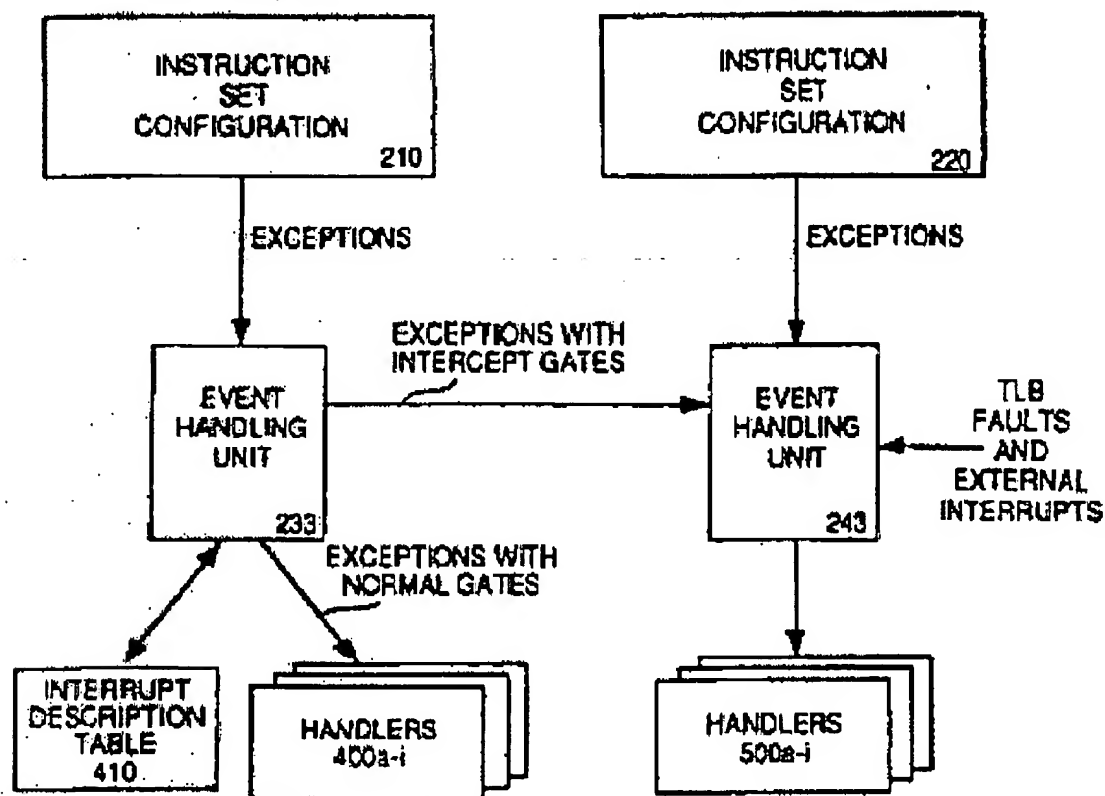 INSTRUCTION
SET
CONFIGURATION
210
INSTRUCTION
SET
CONFIGURATION
220
EXCEPTIONS
EXCEPTIONS
EXCEPTIONS WITH
INTERCEPT GATES
EVENT
HANDLING
UNIT
233
EVENT
HANDLING
UNIT
243
TLB
FAULTS
AND
EXTERNAL
INTERRUPTS
EXCEPTIONS WITH
NORMAL GATES
INTERRUPT
DESCRIPTION
TABLE
410
HANDLERS
400a-i
HANDLERS
500a-i